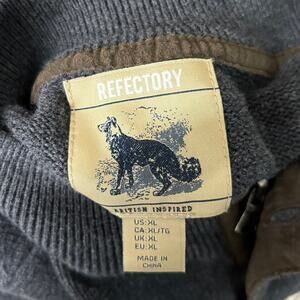 REFECTORY
BRITISH INSPIRED
US: XL
CA: XL/TG
UK: XL
EU: XL
MADE IN
CHINA